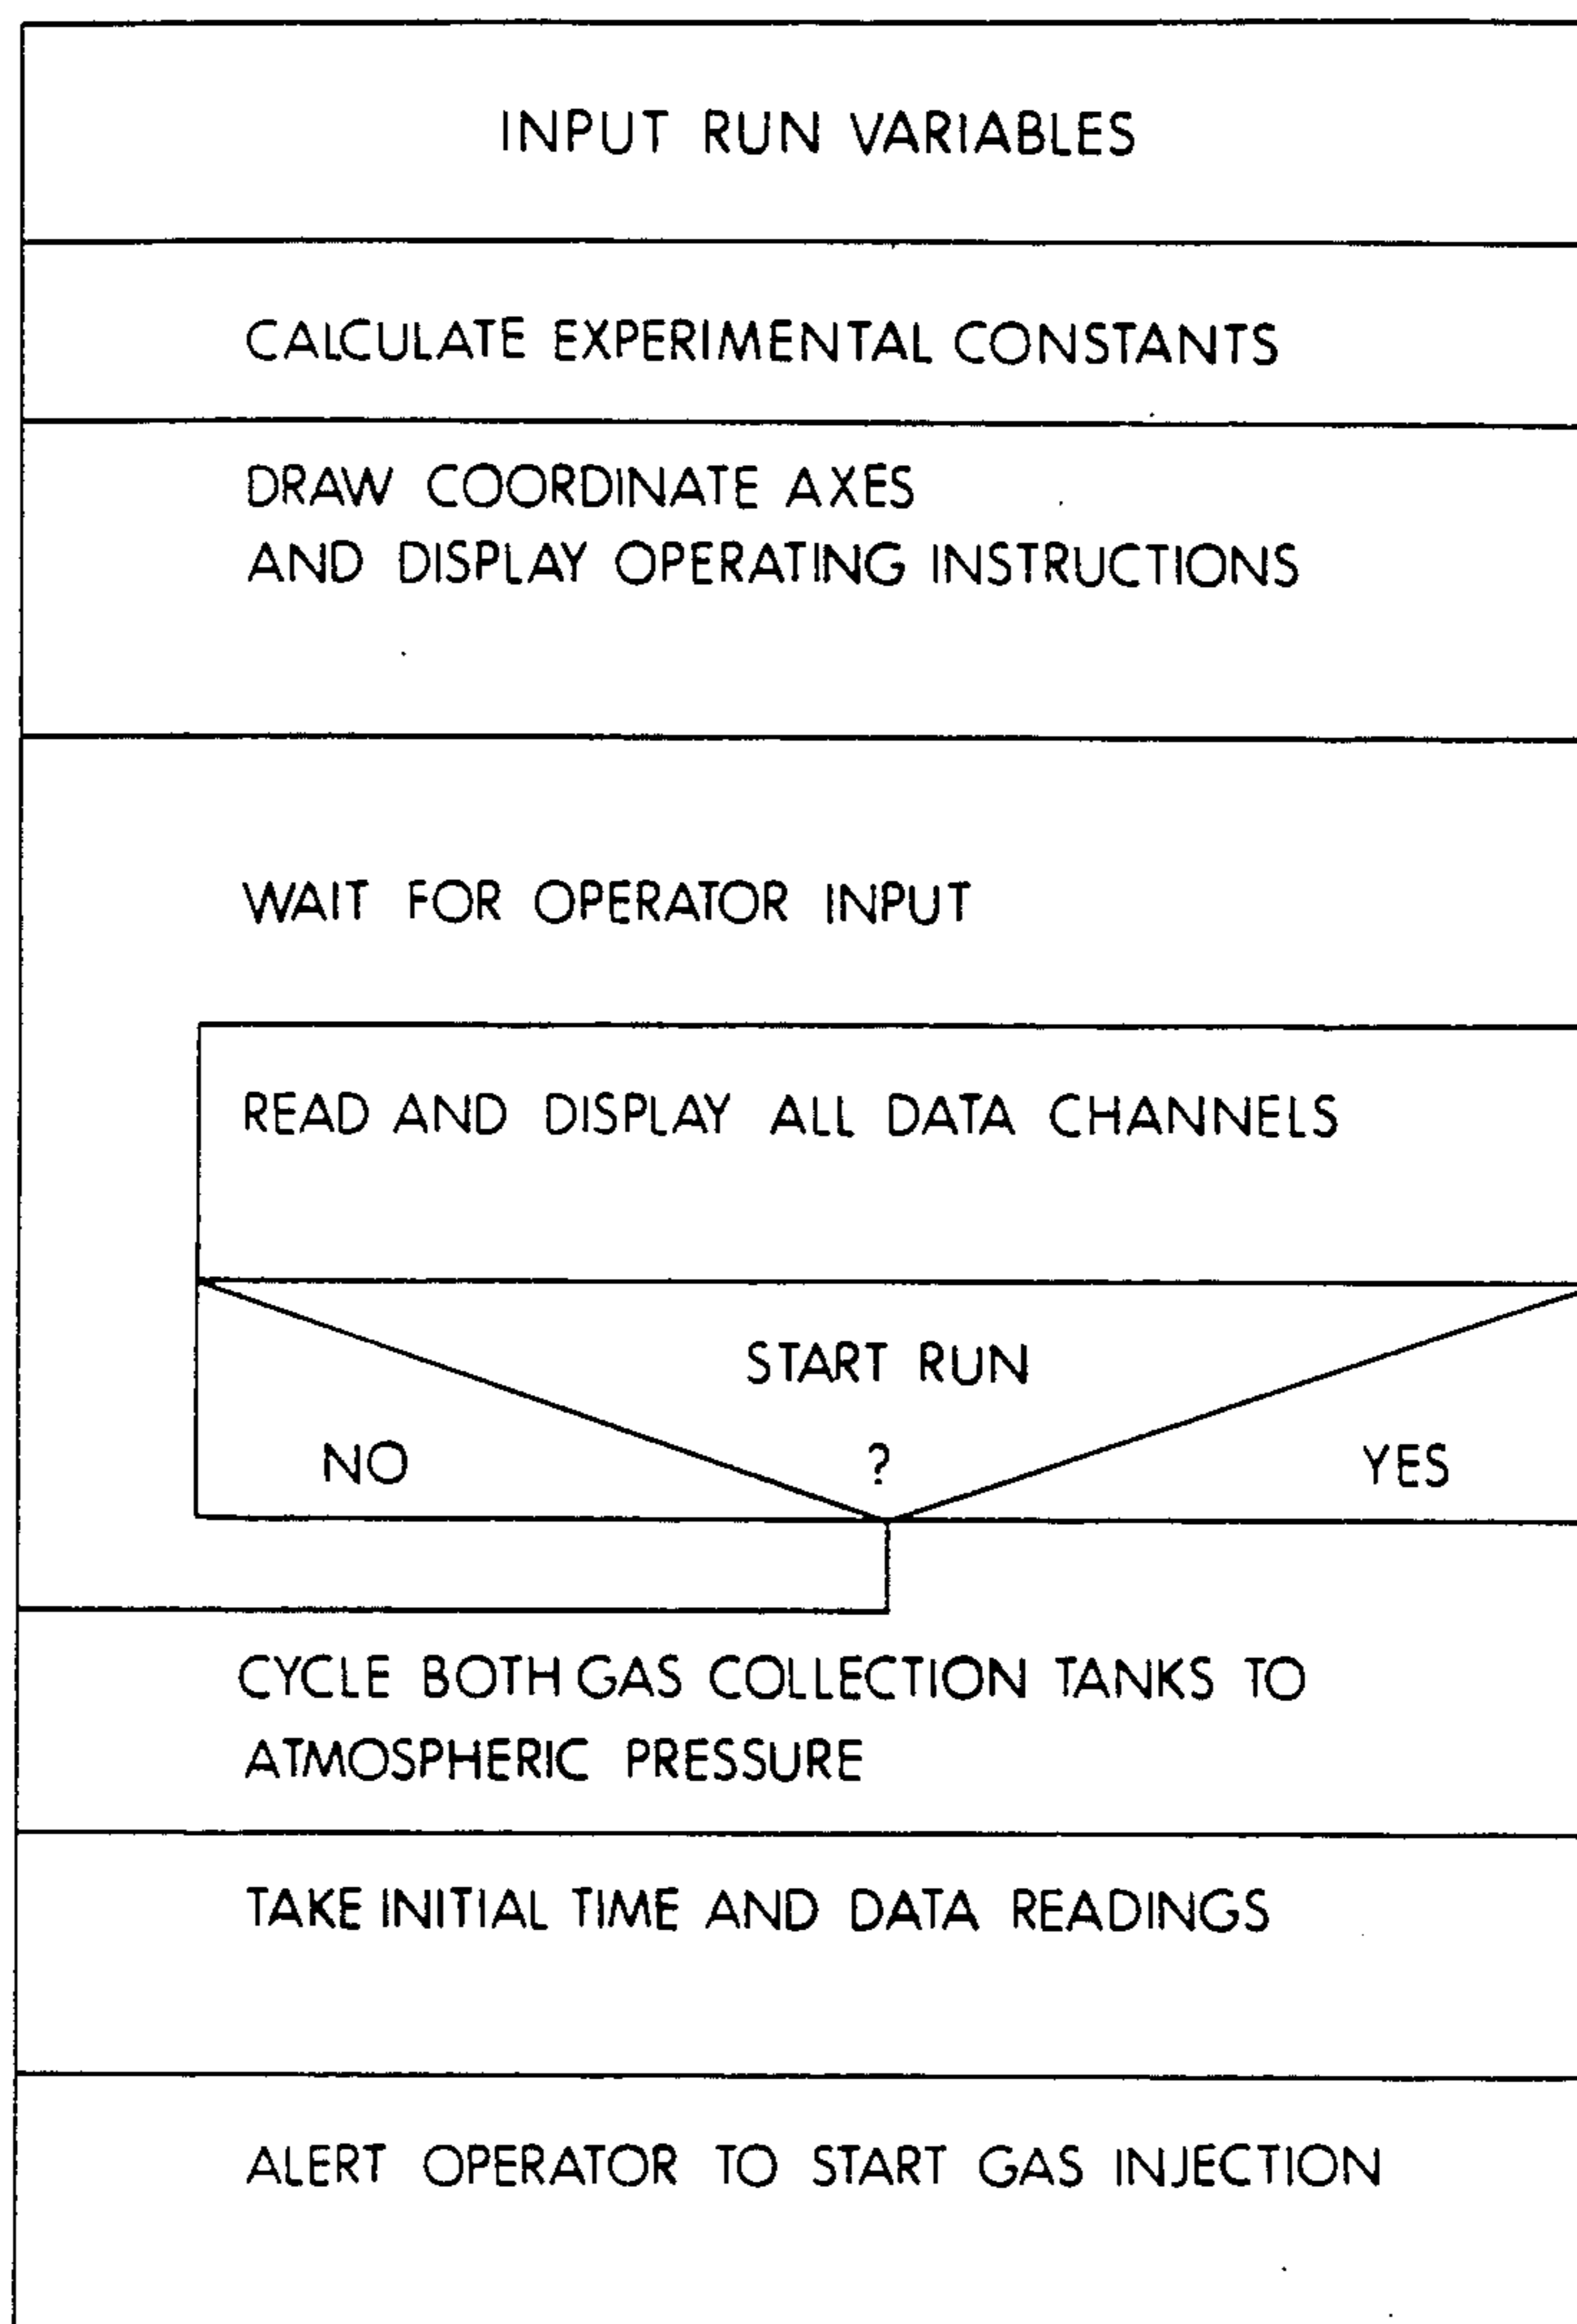 INPUT RUN VARIABLES
CALCULATE EXPERIMENTAL CONSTANTS
DRAW COORDINATE AXES
AND DISPLAY OPERATING INSTRUCTIONS
WAIT FOR OPERATOR INPUT
READ AND DISPLAY ALL DATA CHANNELS
START RUN
NO ? YES
CYCLE BOTH GAS COLLECTION TANKS TO
ATMOSPHERIC PRESSURE
TAKE INITIAL TIME AND DATA READINGS
ALERT OPERATOR TO START GAS INJECTION